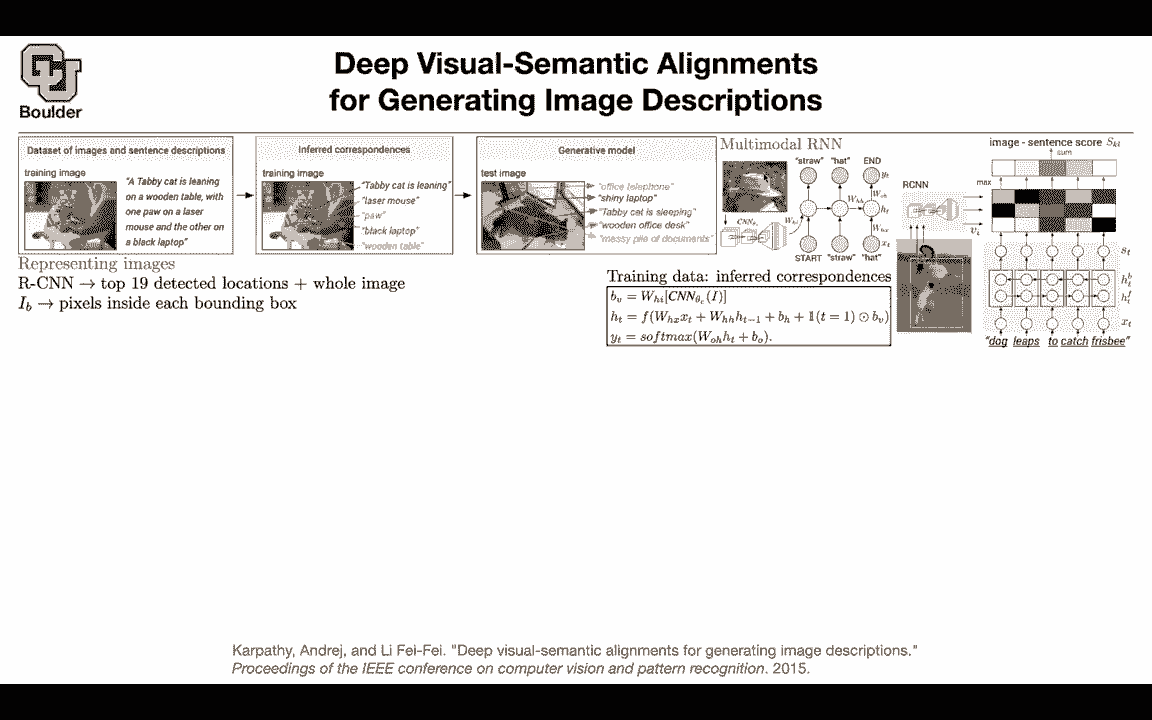 Boulder
Deep Visual-Semantic Alignments
for Generating Image Descriptions
Dataset of images and sentence descriptions
training image
"A Tabby cat is leaning
on a wooden table, with
one paw on a laser
mouse and the other on
a black laptop"
Inferred correspondences
training image
"Tabby cat is leaning"
"laser mouse"
"paw"
"black laptop"
"wooden table"
Generative model
test image
"office telephone"
"shiny laptop"
"Tabby cat is sleeping"
"wooden office desk"
"messy pile of documents"
Multimodal RNN
"straw" "hat" END
y_t
W_{oh}
W_{hh}
h_t
W_{hi}
W_{hx}
x_t
START "straw" "hat"
image - sentence score S_{kl}
sum
max
RCNN
v_i
s_t
h_t^b
h_t^f
x_t
"dog leaps to catch frisbee"
Representing images
R-CNN → top 19 detected locations + whole image
I_b → pixels inside each bounding box
Training data: inferred correspondences
b_v = W_{hi}[CNN_{θ_c}(I)]
h_t = f(W_{hx}x_t + W_{hh}h_{t−1} + b_h + 𝟙(t = 1) ⊙ b_v)
y_t = softmax(W_{oh}h_t + b_o).
Karpathy, Andrej, and Li Fei-Fei. "Deep visual-semantic alignments for generating image descriptions."
Proceedings of the IEEE conference on computer vision and pattern recognition. 2015.